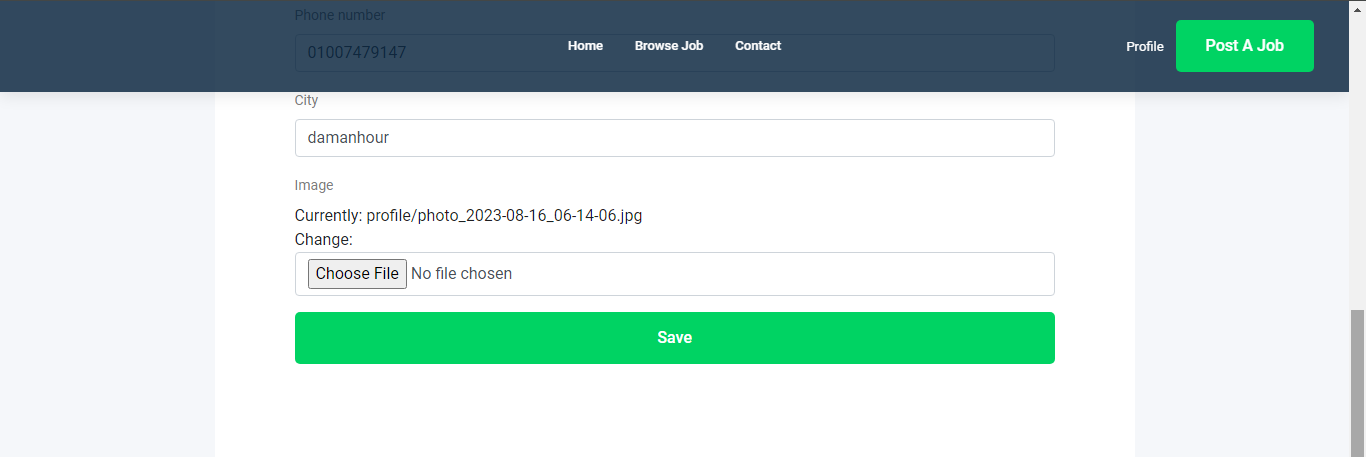 Phone number
01007479147
Home Browse Job Contact Profile Post A Job
City
damanhour
Image
Currently: profile/photo_2023-08-16_06-14-06.jpg
Change:
Choose File No file chosen
Save